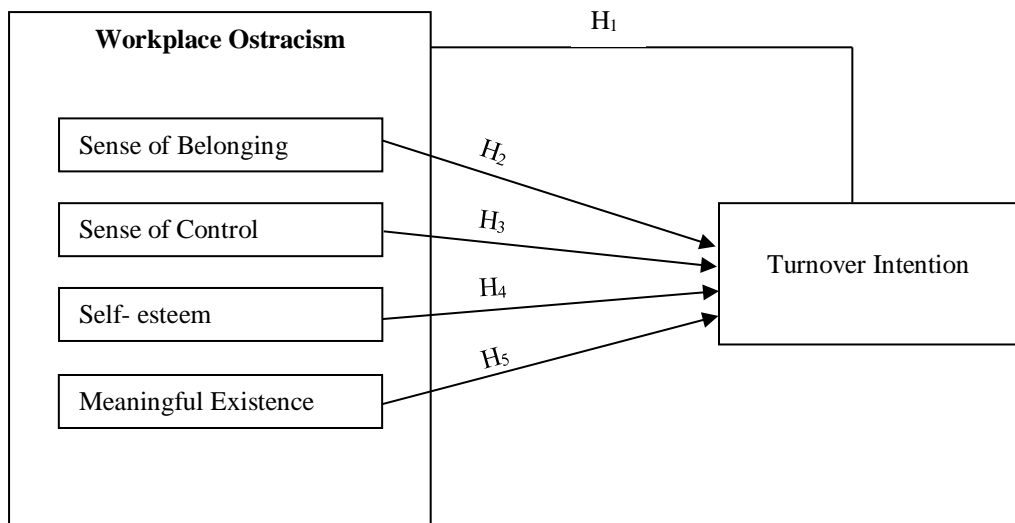 H₁
Workplace Ostracism
Sense of Belonging
H₂
Sense of Control
H₃
Turnover Intention
Self- esteem
H₄
Meaningful Existence
H₅